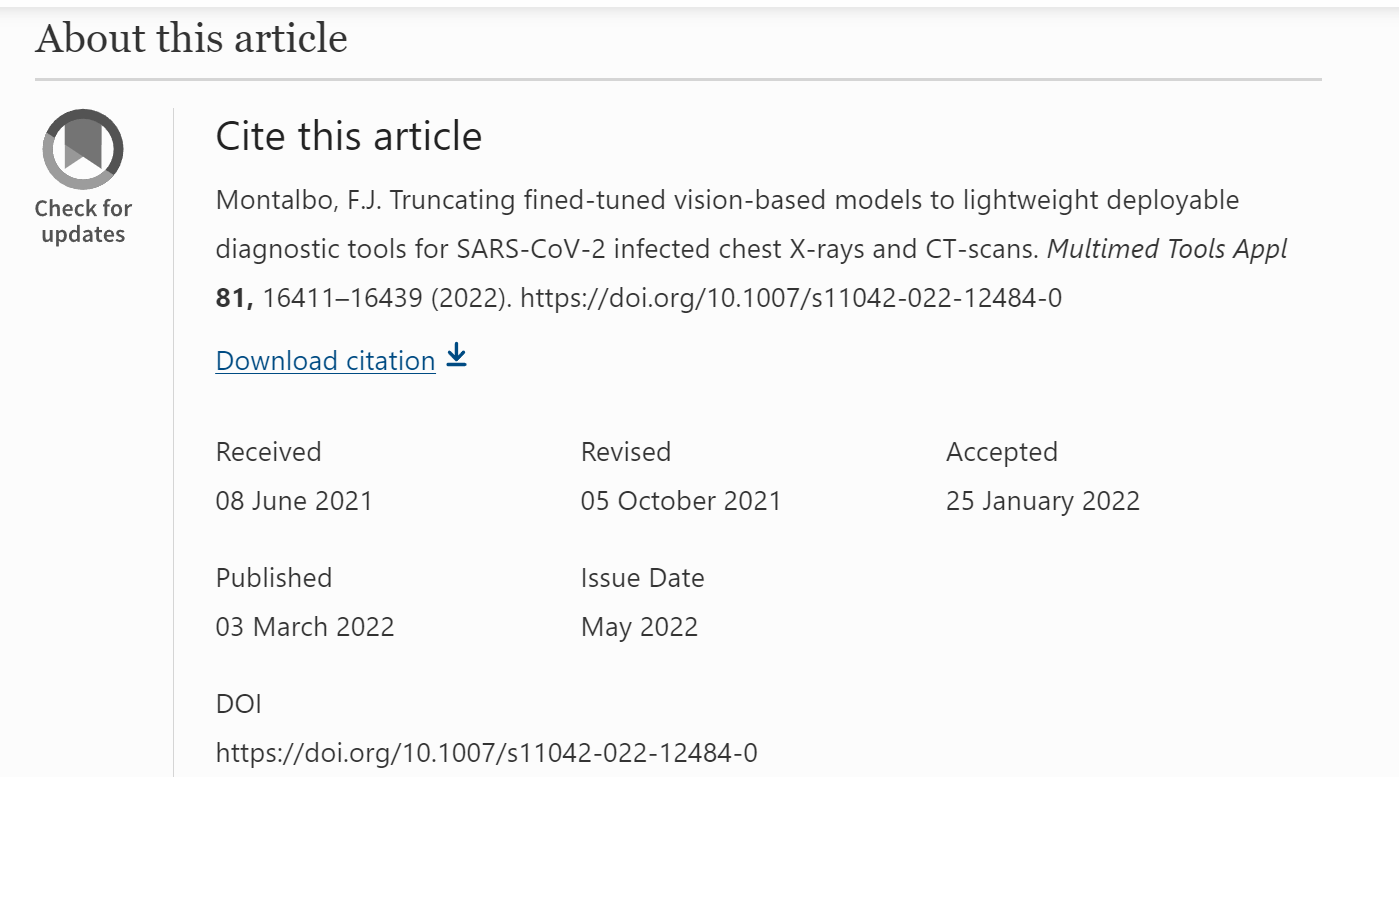 About this article
Check for
updates
Cite this article
Montalbo, F.J. Truncating fined-tuned vision-based models to lightweight deployable
diagnostic tools for SARS-CoV-2 infected chest X-rays and CT-scans. Multimed Tools Appl
81, 16411–16439 (2022). https://doi.org/10.1007/s11042-022-12484-0
Download citation
Received
08 June 2021
Revised
05 October 2021
Accepted
25 January 2022
Published
03 March 2022
Issue Date
May 2022
DOI
https://doi.org/10.1007/s11042-022-12484-0